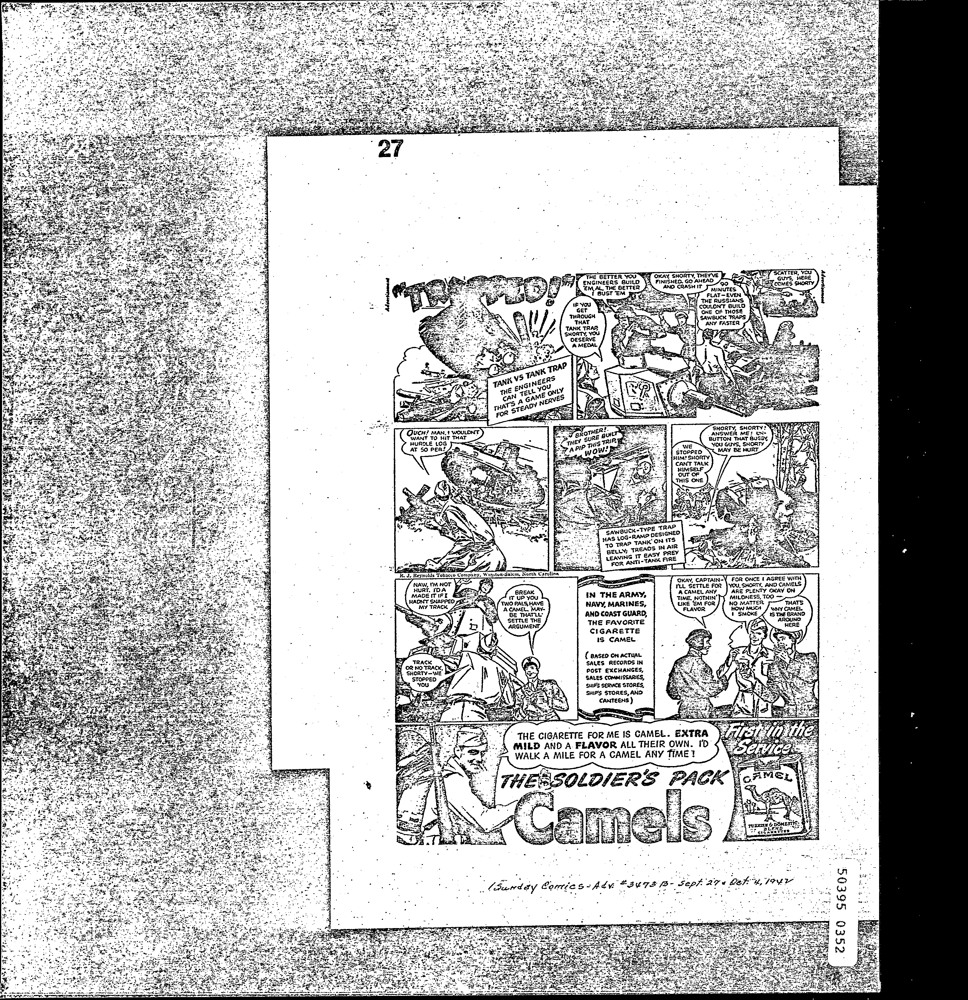 27
Advertisement
"TRAPPED!"
Advertisement
TANK VS TANK TRAP
THE ENGINEERS
CAN TELL YOU
THAT'S A GAME ONLY
FOR STEADY NERVES
IF YOU
GET
THROUGH
THAT
TANK TRAP
SHORTY, YOU
DESERVE
A MEDAL
THE BETTER YOU
ENGINEERS BUILD
'EM, AL, THE BETTER
I BUST 'EM
OKAY, SHORTY, THEY'VE
FINISHED, GO AHEAD
AND CRASH IT
90
MINUTES
FLAT—EVEN
THE RUSSIANS
COULDN'T BUILD
ONE OF THOSE
SAWBUCK TRAPS
ANY FASTER
SCATTER, YOU
GUYS, HERE
COMES SHORTY
OUCH! MAN, I WOULDN'T
WANT TO HIT THAT
HURDLE LOG
AT 50 PER!
BROTHER!
THEY SURE BUILT
A PIP THIS TRIP
WOW!
SAWBUCK-TYPE TRAP
HAS LOG-RAMP DESIGNED
TO TRAP TANK ON ITS
BELLY, TREADS IN AIR
LEAVING IT EASY PREY
FOR ANTI-TANK FIRE
WE
STOPPED
HIM! SHORTY
CAN'T TALK
HIMSELF
OUT OF
THIS ONE
SHORTY, SHORTY!
ANSWER ME! UN-
BUTTON THAT BUGGY,
YOU GUYS, SHORTY
MAY BE HURT
R. J. Reynolds Tobacco Company, Winston-Salem, North Carolina
NAW, I'M NOT
HURT. I'D A
MADE IT IF I
HADN'T SNAPPED
MY TRACK
TRACK
OR NO TRACK,
SHORTY—WE
STOPPED
YOU
BREAK
IT UP YOU
TWO PALS, HAVE
A CAMEL, MAY-
BE THAT'LL
SETTLE THE
ARGUMENT
IN THE ARMY,
NAVY, MARINES,
AND COAST GUARD,
THE FAVORITE
CIGARETTE
IS CAMEL
(BASED ON ACTUAL
SALES RECORDS IN
POST EXCHANGES,
SALES COMMISSARIES,
SHIP'S SERVICE STORES,
SHIP'S STORES, AND
CANTEENS)
OKAY, CAPTAIN—
I'LL SETTLE FOR
A CAMEL ANY
TIME. NOTHIN'
LIKE 'EM FOR
FLAVOR
FOR ONCE I AGREE WITH
YOU, SHORTY, AND CAMELS
ARE PLENTY OKAY ON
MILDNESS, TOO —
NO MATTER
HOW MUCH
I SMOKE
THAT'S
WHY CAMEL
IS THE BRAND
AROUND
HERE
THE CIGARETTE FOR ME IS CAMEL. EXTRA
MILD AND A FLAVOR ALL THEIR OWN. I'D
WALK A MILE FOR A CAMEL ANY TIME!
First in the
Service
THE SOLDIER'S PACK
Camels
CAMEL
TURKISH & DOMESTIC
BLEND
CIGARETTES
Sunday Comics - Adv. #3473 B - Sept. 27 & Oct. 4, 1942
50395 0352